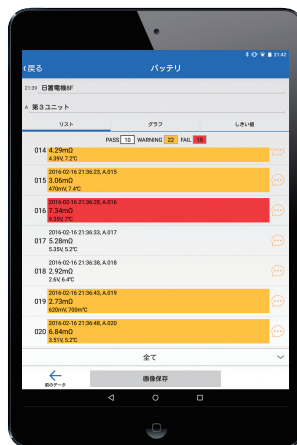 21:42
‹戻る バッテリ
21:39 日置電機8F
第3ユニット
リスト グラフ しきい値
PASS 10 WARNING 22 FAIL 19
014 4.29mΩ
4.39V, 7.2℃
2016-02-16 21:36:23, A.015
015 3.06mΩ
470mV, 7.4℃
2016-02-16 21:36:28, A.016
016 7.34mΩ
9.35V, 7℃
2016-02-16 21:36:33, A.017
017 5.28mΩ
5.35V, 5.2℃
2016-02-16 21:36:38, A.018
018 2.92mΩ
2.6V, 6.4℃
2016-02-16 21:36:43, A.019
019 2.73mΩ
620mV, 700m℃
2016-02-16 21:36:48, A.020
020 6.84mΩ
3.51V, 5.2℃
全て
前のデータ 画像保存